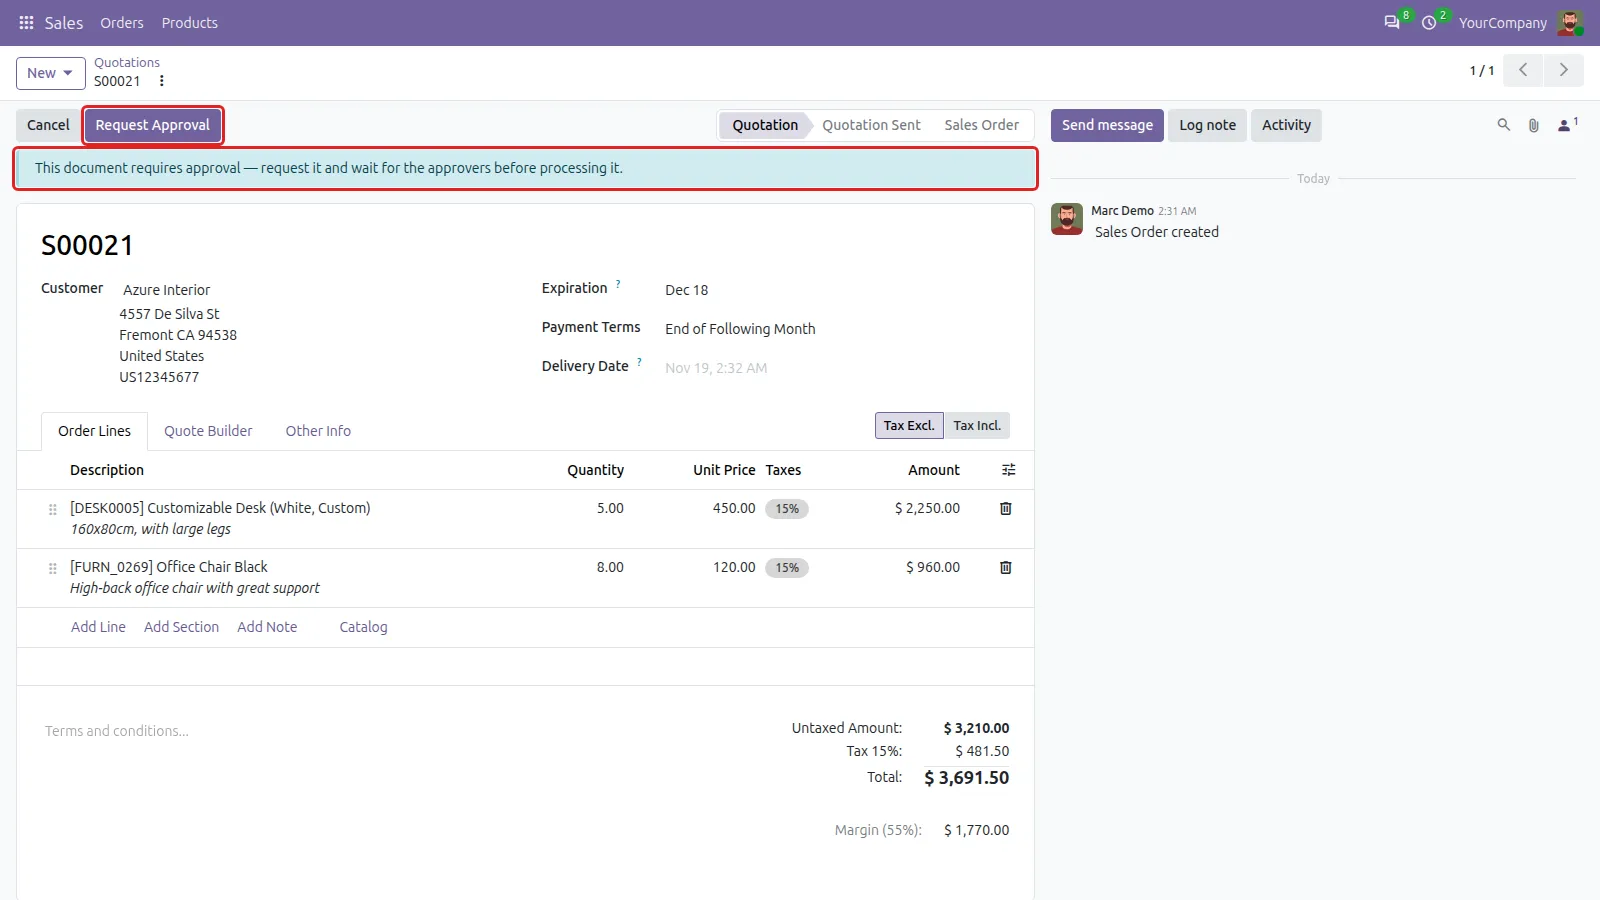 Sales Orders Products 8 2 YourCompany
New Quotations
S00021 1 / 1
Cancel Request Approval Quotation Quotation Sent Sales Order Send message Log note Activity 1
This document requires approval — request it and wait for the approvers before processing it.
Today
Marc Demo 2:31 AM
Sales Order created
S00021
Customer Azure Interior Expiration ? Dec 18
4557 De Silva St
Fremont CA 94538 Payment Terms End of Following Month
United States
US12345677 Delivery Date ? Nov 19, 2:32 AM
Order Lines Quote Builder Other Info Tax Excl. Tax Incl.
Description Quantity Unit Price Taxes Amount
[DESK0005] Customizable Desk (White, Custom) 5.00 450.00 15% $ 2,250.00
160x80cm, with large legs
[FURN_0269] Office Chair Black 8.00 120.00 15% $ 960.00
High-back office chair with great support
Add Line Add Section Add Note Catalog
Terms and conditions...
Untaxed Amount: $ 3,210.00
Tax 15%: $ 481.50
Total: $ 3,691.50
Margin (55%): $ 1,770.00